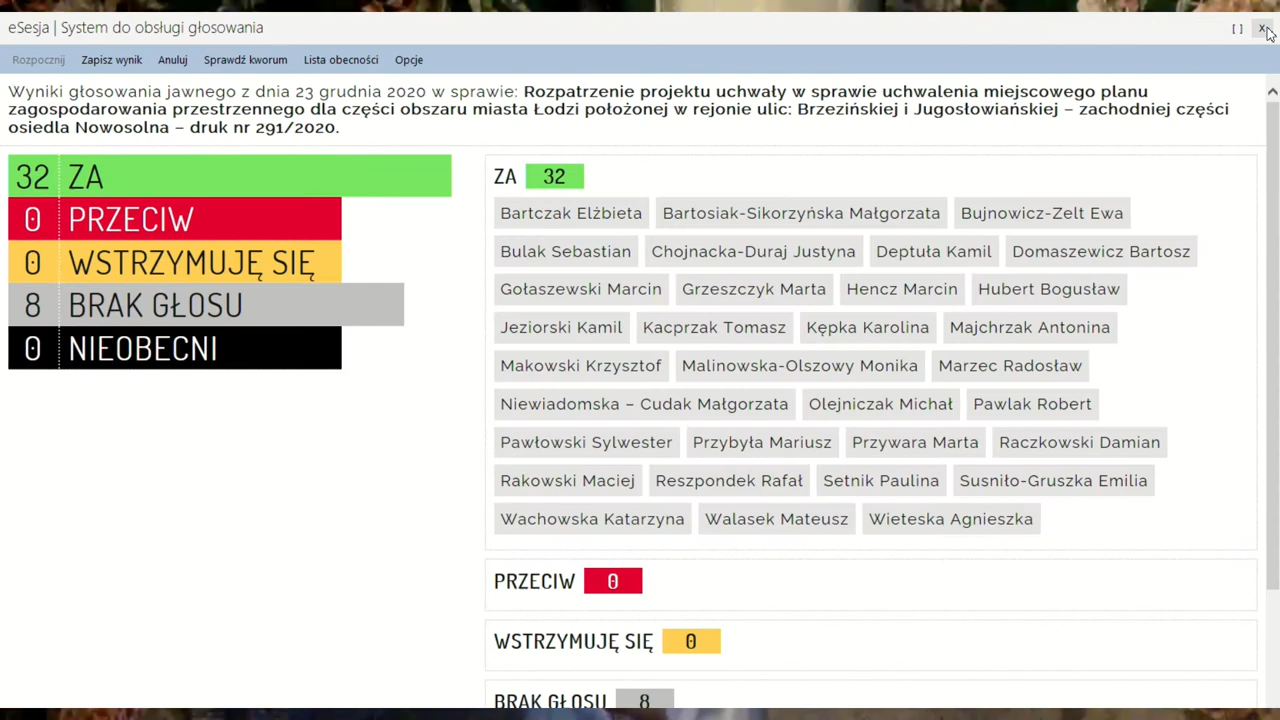 eSesja | System do obsługi głosowania
[ ] X
Rozpocznij Zapisz wynik Anuluj Sprawdź kworum Lista obecności Opcje
Wyniki głosowania jawnego z dnia 23 grudnia 2020 w sprawie: Rozpatrzenie projektu uchwały w sprawie uchwalenia miejscowego planu
zagospodarowania przestrzennego dla części obszaru miasta Łodzi położonej w rejonie ulic: Brzezińskiej i Jugosłowiańskiej – zachodniej części
osiedla Nowosolna – druk nr 291/2020.
32 ZA
0 PRZECIW
0 WSTRZYMUJĘ SIĘ
8 BRAK GŁOSU
0 NIEOBECNI
ZA 32
Bartczak Elżbieta Bartosiak-Sikorzyńska Małgorzata Bujnowicz-Zelt Ewa
Bulak Sebastian Chojnacka-Duraj Justyna Deptuła Kamil Domaszewicz Bartosz
Gołaszewski Marcin Grzeszczyk Marta Hencz Marcin Hubert Bogusław
Jeziorski Kamil Kacprzak Tomasz Kępka Karolina Majchrzak Antonina
Makowski Krzysztof Malinowska-Olszowy Monika Marzec Radosław
Niewiadomska – Cudak Małgorzata Olejniczak Michał Pawlak Robert
Pawłowski Sylwester Przybyła Mariusz Przywara Marta Raczkowski Damian
Rakowski Maciej Reszpondek Rafał Setnik Paulina Susniło-Gruszka Emilia
Wachowska Katarzyna Walasek Mateusz Wieteska Agnieszka
PRZECIW 0
WSTRZYMUJĘ SIĘ 0
BRAK GŁOSU 8